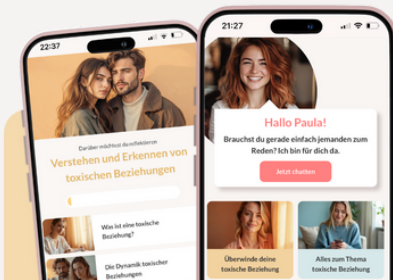 22:37
Darüber möchtest du reflektieren
Verstehen und Erkennen von
toxischen Beziehungen
Was ist eine toxische
Beziehung?
Die Dynamik toxischer
Beziehungen
21:27
Hallo Paula!
Brauchst du gerade einfach jemanden zum
Reden? Ich bin für dich da.
Jetzt chatten
Überwinde deine
toxische Beziehung
Alles zum Thema
toxische Beziehung